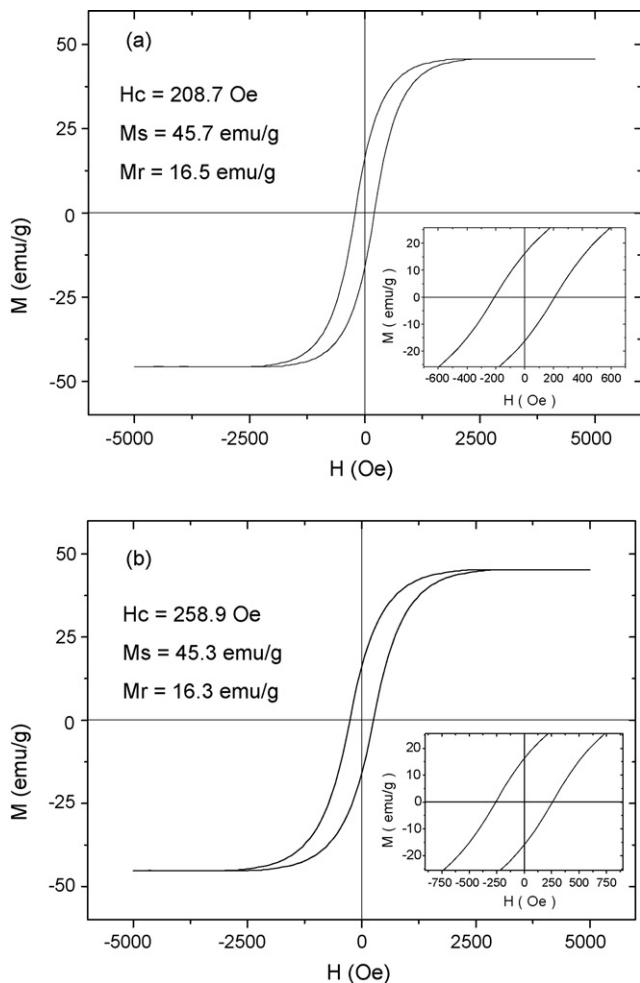 (a)
Hc = 208.7 Oe
Ms = 45.7 emu/g
Mr = 16.5 emu/g
M (emu/g)
50
25
0
-25
-50
-5000 -2500 0 2500 5000
H (Oe)
M ( emu/g)
20
10
0
-10
-20
-600 -400 -200 0 200 400 600
H ( Oe )
(b)
Hc = 258.9 Oe
Ms = 45.3 emu/g
Mr = 16.3 emu/g
M (emu/g)
50
25
0
-25
-50
-5000 -2500 0 2500 5000
H (Oe)
M ( emu/g)
20
10
0
-10
-20
-750 -500 -250 0 250 500 750
H ( Oe )